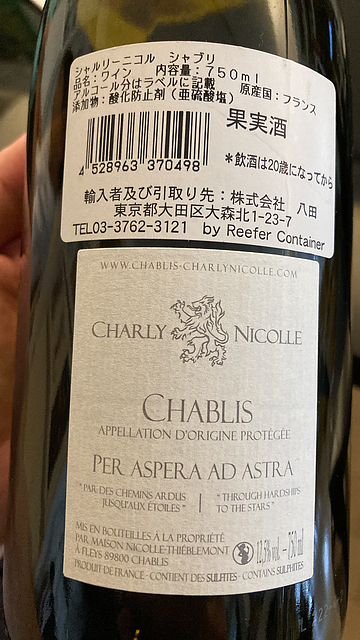 シャルリーニコル シャブリ
品名：ワイン 内容量：750ml
アルコール分はラベルに記載 原産国：フランス
添加物：酸化防止剤（亜硫酸塩）
果実酒
4 528963 370498
*飲酒は20歳になってから
輸入者及び引取り先：株式会社 八田
東京都大田区大森北1-23-7
TEL03-3762-3121 by Reefer Container
WWW.CHABLIS-CHARLYNICOLLE.COM
CHARLY NICOLLE
CHABLIS
APPELLATION D'ORIGINE PROTÉGÉE
PER ASPERA AD ASTRA
"PAR DES CHEMINS ARDUS JUSQU'AUX ÉTOILES" | "THROUGH HARDSHIPS TO THE STARS"
MIS EN BOUTEILLES À LA PROPRIÉTÉ
PAR MAISON NICOLLE-THIÉBLEMONT
À FLEYS 89800 CHABLIS
12,5% vol. - 750 ml
PRODUIT DE FRANCE - CONTIENT DES SULFITES - CONTAINS SULPHITES